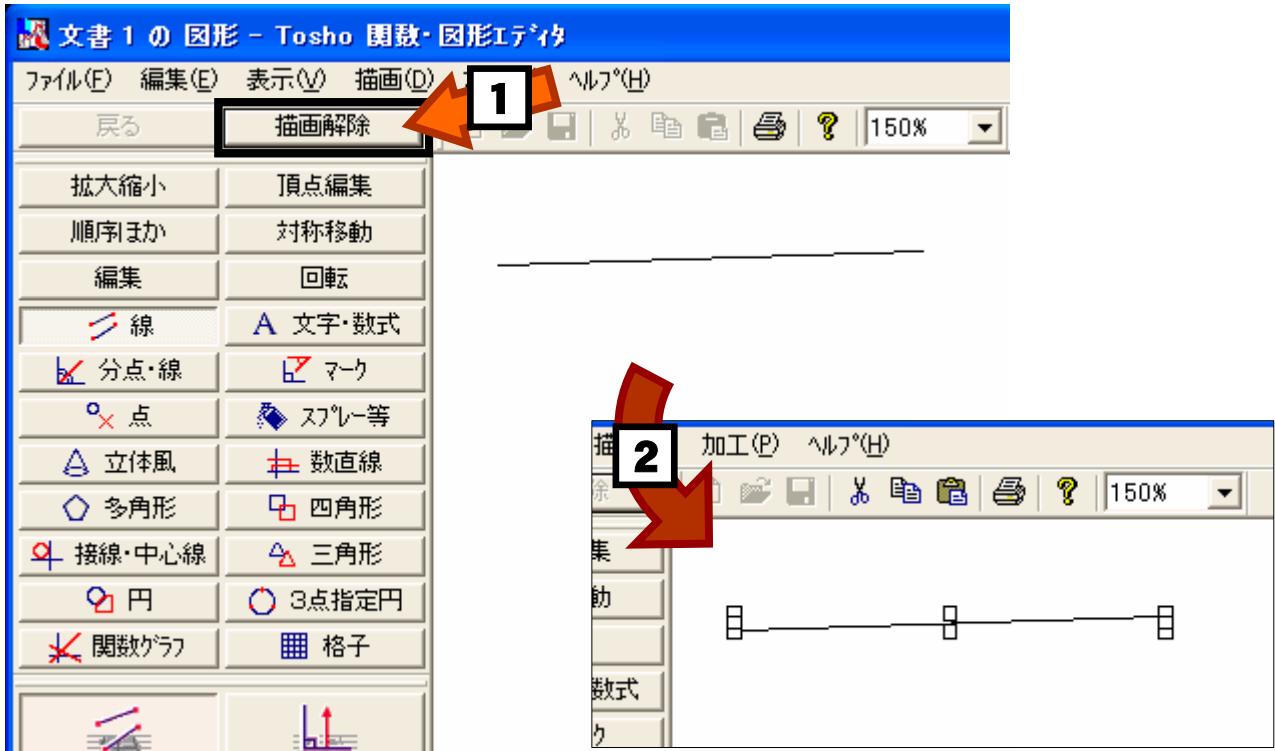 文書 1 の 図形 - Tosho 関数・図形ｴﾃﾞｨﾀ
ﾌｧｲﾙ(F) 編集(E) 表示(V) 描画(D) ﾍﾙﾌﾟ(H)
1
戻る 描画解除 150%
拡大縮小 頂点編集
順序ほか 対称移動
編集 回転
線 A 文字・数式
分点・線 ﾏｰｸ
点 ｽﾌﾟﾚｰ等
立体風 数直線
多角形 四角形
接線・中心線 三角形
円 3点指定円
関数ｸﾞﾗﾌ 格子
2
描 加工(P) ﾍﾙﾌﾟ(H)
除 150%
集
動
数式
ｸ